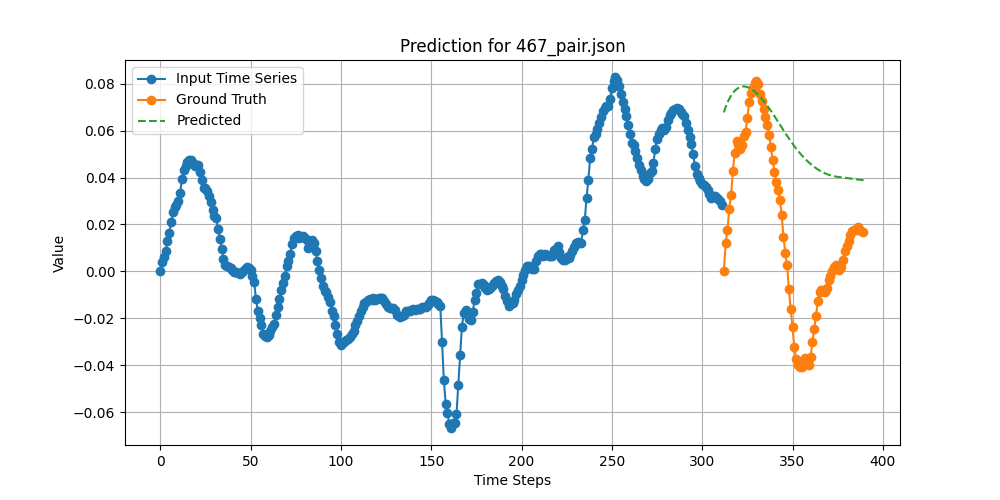 Prediction for 467_pair.json
Input Time Series
Ground Truth
Predicted
0.08
0.06
0.04
0.02
0.00
−0.02
−0.04
−0.06
Value
0 50 100 150 200 250 300 350 400
Time Steps